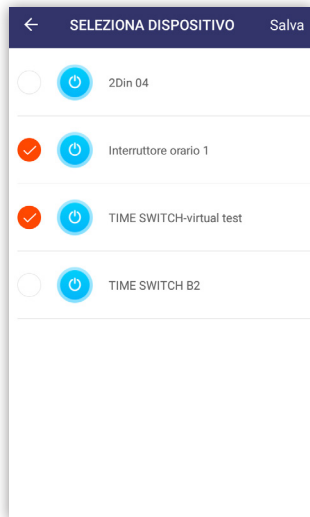 SELEZIONA DISPOSITIVO Salva
2Din 04
Interruttore orario 1
TIME SWITCH-virtual test
TIME SWITCH B2